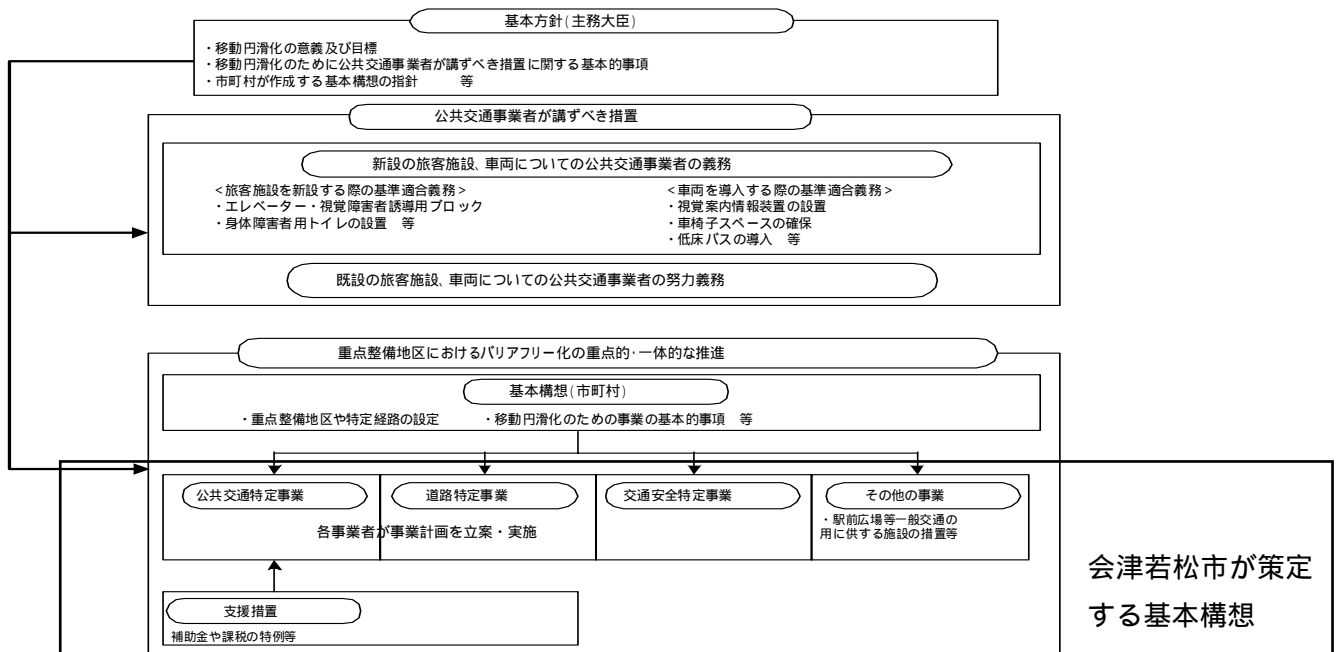 基本方針(主務大臣)
・移動円滑化の意義及び目標
・移動円滑化のために公共交通事業者が講ずべき措置に関する基本的事項
・市町村が作成する基本構想の指針　　等
公共交通事業者が講ずべき措置
新設の旅客施設、車両についての公共交通事業者の義務
<旅客施設を新設する際の基準適合義務>
・エレベーター・視覚障害者誘導用ブロック
・身体障害者用トイレの設置　等
<車両を導入する際の基準適合義務>
・視覚案内情報装置の設置
・車椅子スペースの確保
・低床バスの導入　等
既設の旅客施設、車両についての公共交通事業者の努力義務
重点整備地区におけるバリアフリー化の重点的・一体的な推進
基本構想(市町村)
・重点整備地区や特定経路の設定　　・移動円滑化のための事業の基本的事項　等
公共交通特定事業
道路特定事業
交通安全特定事業
その他の事業
・駅前広場等一般交通の
用に供する施設の措置等
各事業者が事業計画を立案・実施
支援措置
補助金や課税の特例等
会津若松市が策定
する基本構想